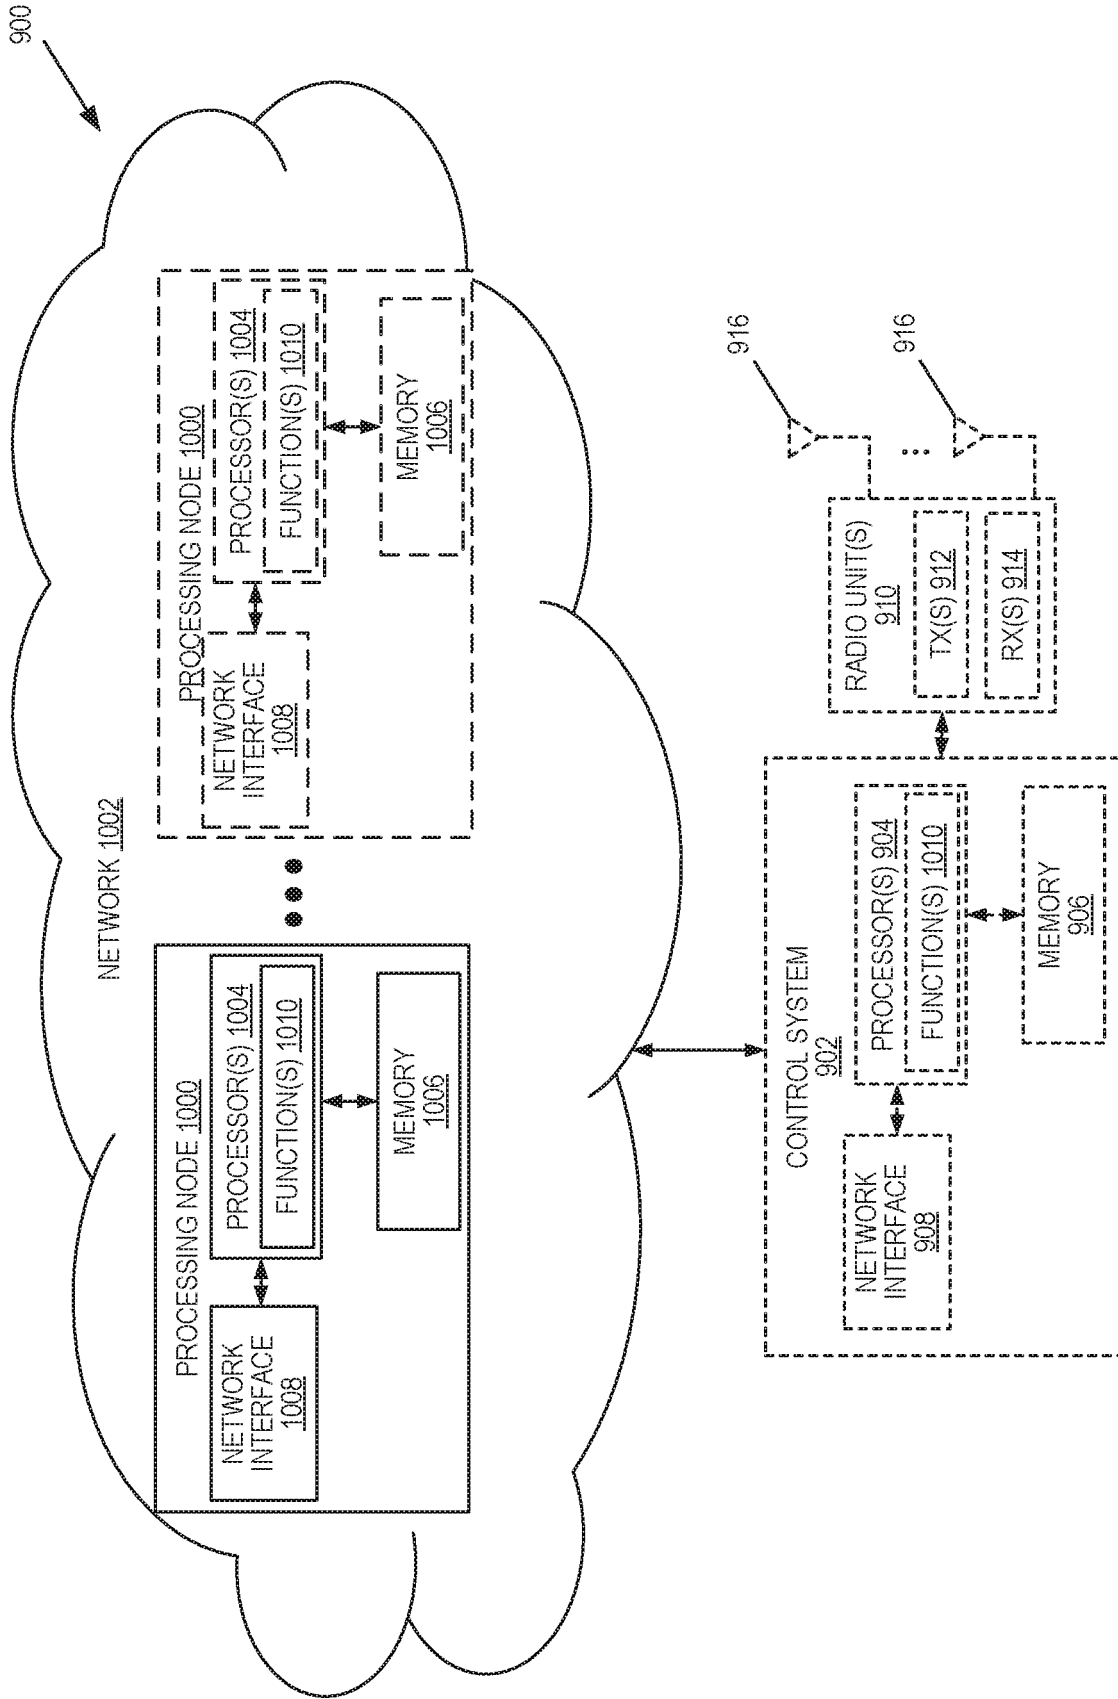 900
NETWORK 1002
PROCESSING NODE 1000
NETWORK
INTERFACE
1008
PROCESSOR(S) 1004
FUNCTION(S) 1010
MEMORY
1006
PROCESSING NODE 1000
NETWORK
INTERFACE
1008
PROCESSOR(S) 1004
FUNCTION(S) 1010
MEMORY
1006
CONTROL SYSTEM
902
NETWORK
INTERFACE
908
PROCESSOR(S) 904
FUNCTION(S) 1010
MEMORY
906
RADIO UNIT(S)
910
TX(S) 912
RX(S) 914
916
916